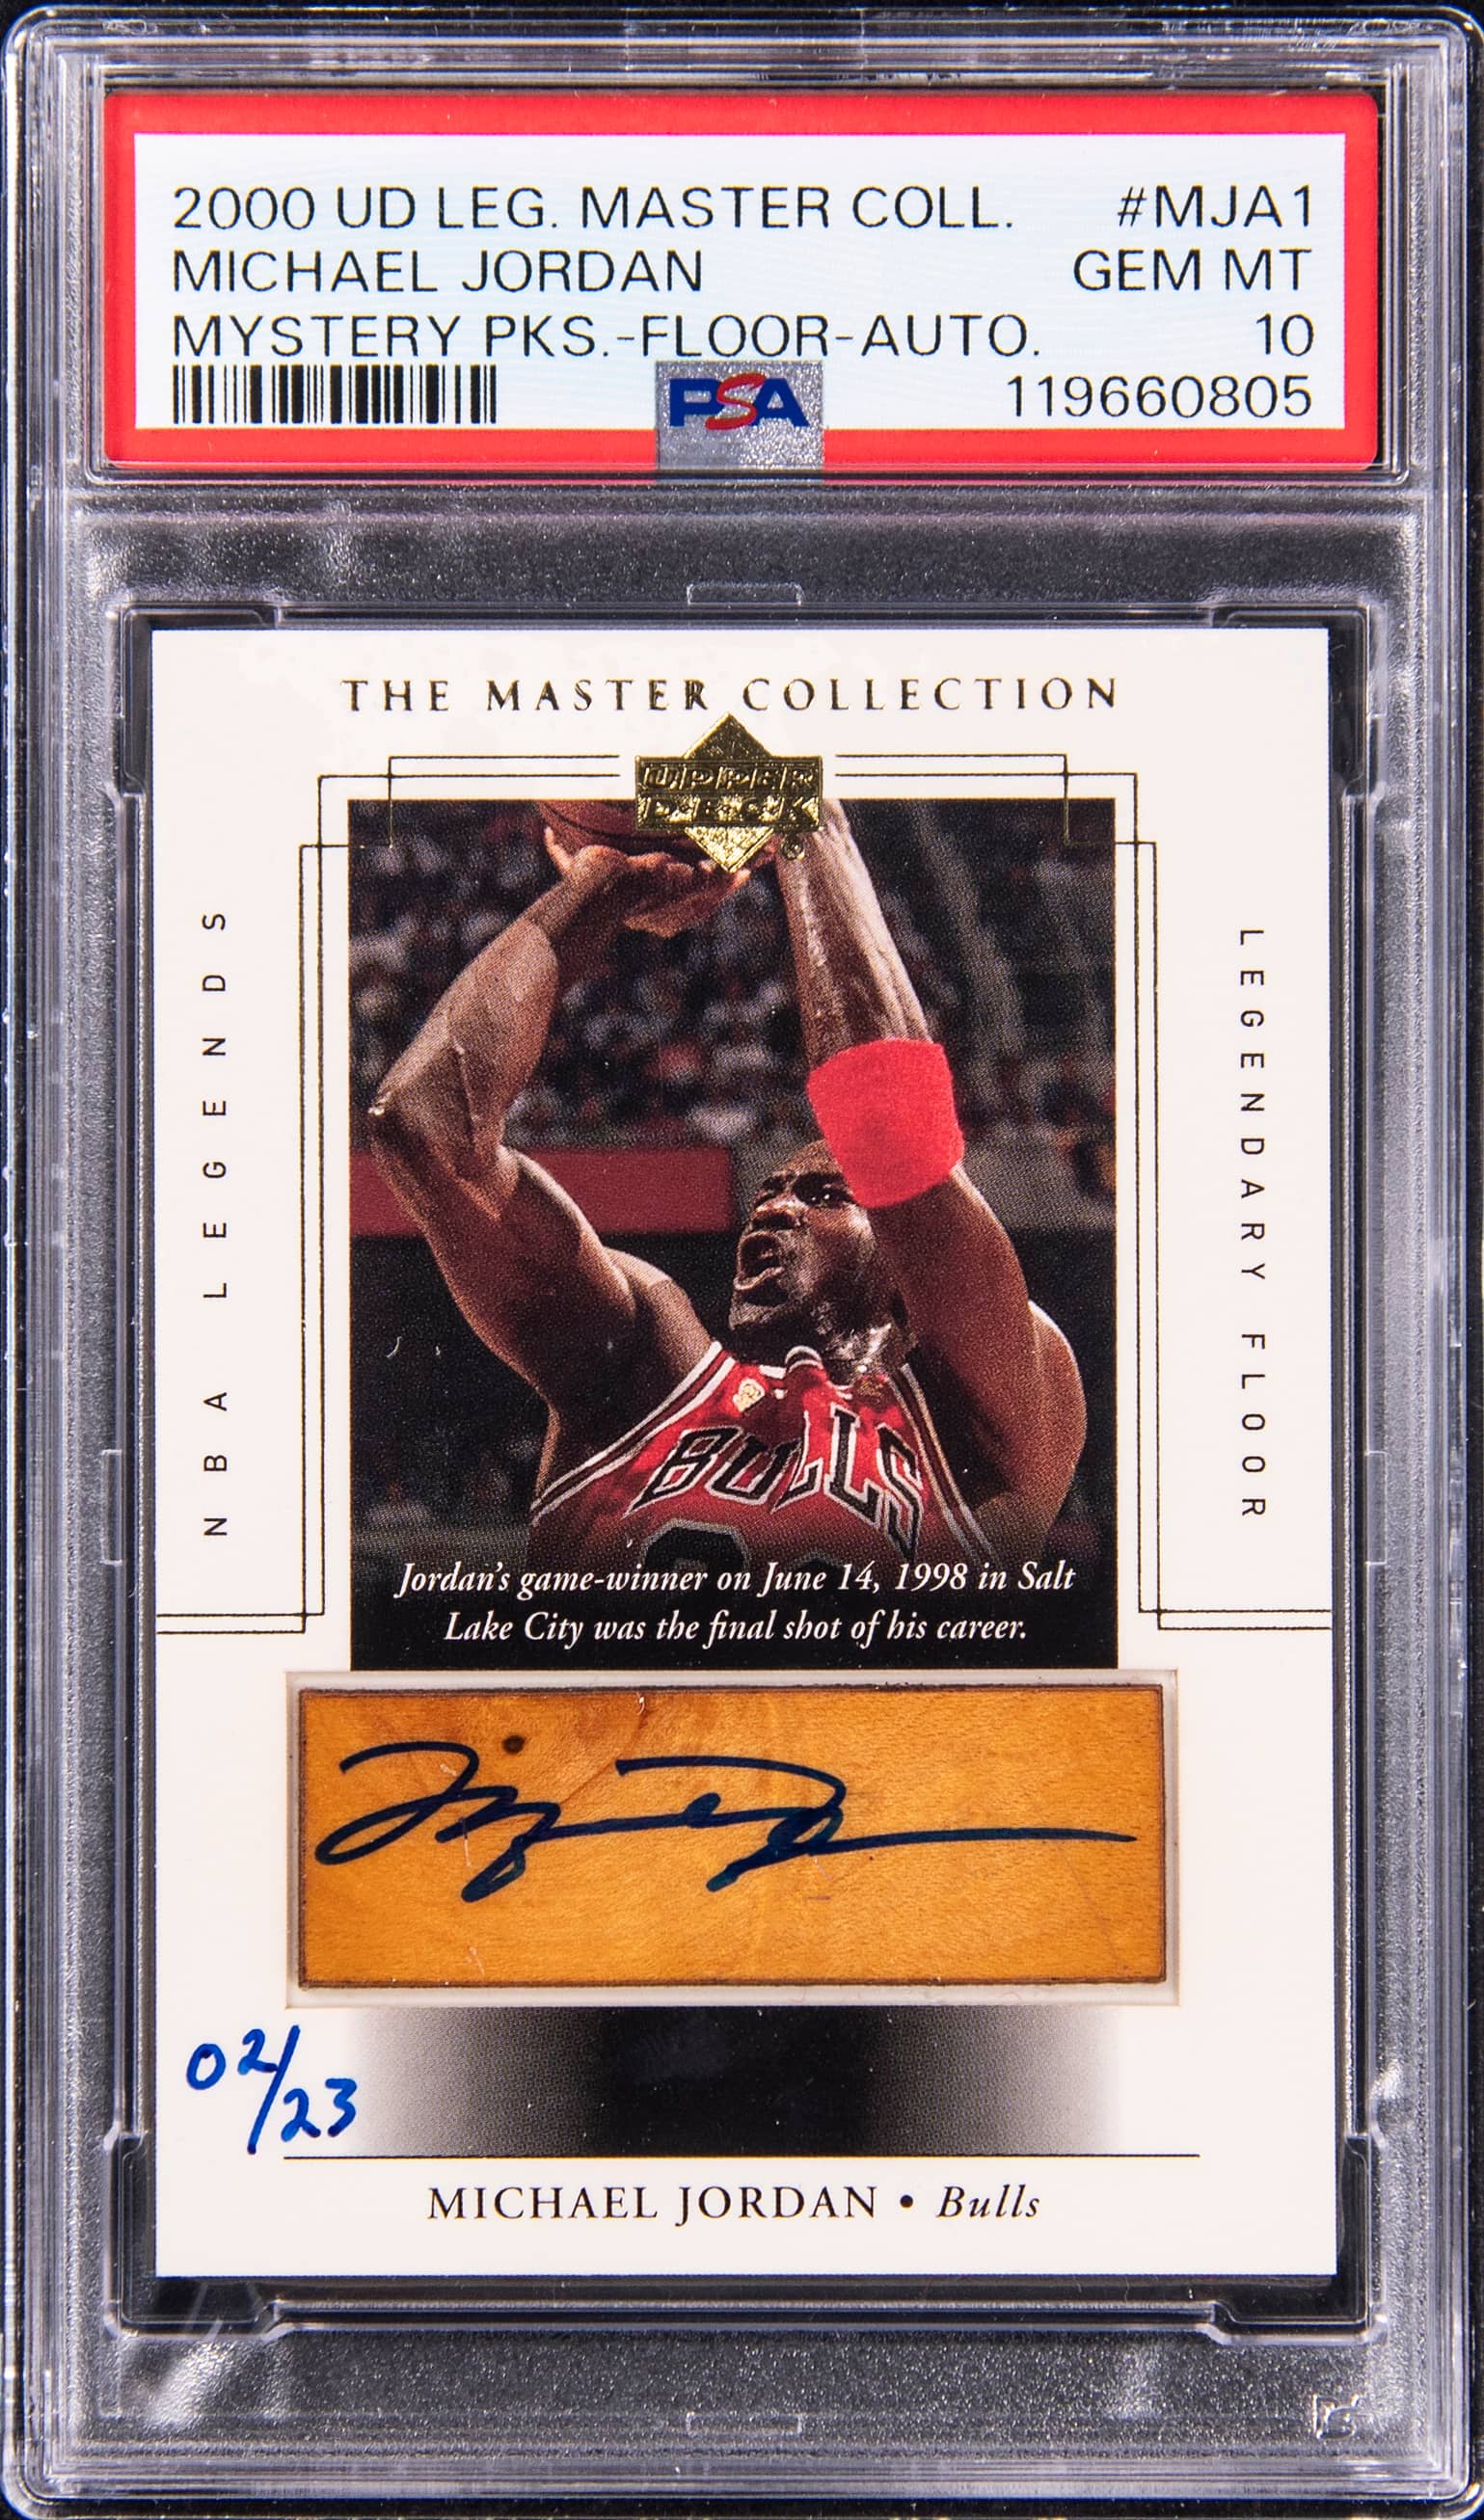 2000 UD LEG. MASTER COLL. #MJA1
MICHAEL JORDAN GEM MT
MYSTERY PKS.-FLOOR-AUTO. 10
PSA 119660805
THE MASTER COLLECTION
UPPER DECK
NBA LEGENDS
LEGENDARY FLOOR
BULLS
Jordan's game-winner on June 14, 1998 in Salt
Lake City was the final shot of his career.
02/23
MICHAEL JORDAN • Bulls